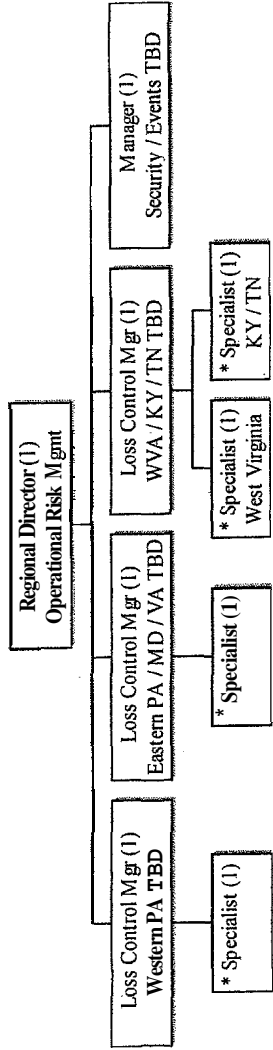 Regional Director (1)
Operational Risk Mgmt
Loss Control Mgr (1)
Western PA TBD
Loss Control Mgr (1)
Eastern PA / MD / VA TBD
Loss Control Mgr (1)
WVA / KY / TN TBD
Manager (1)
Security / Events TBD
* Specialist (1)
* Specialist (1)
* Specialist (1)
West Virginia
* Specialist (1)
KY / TN